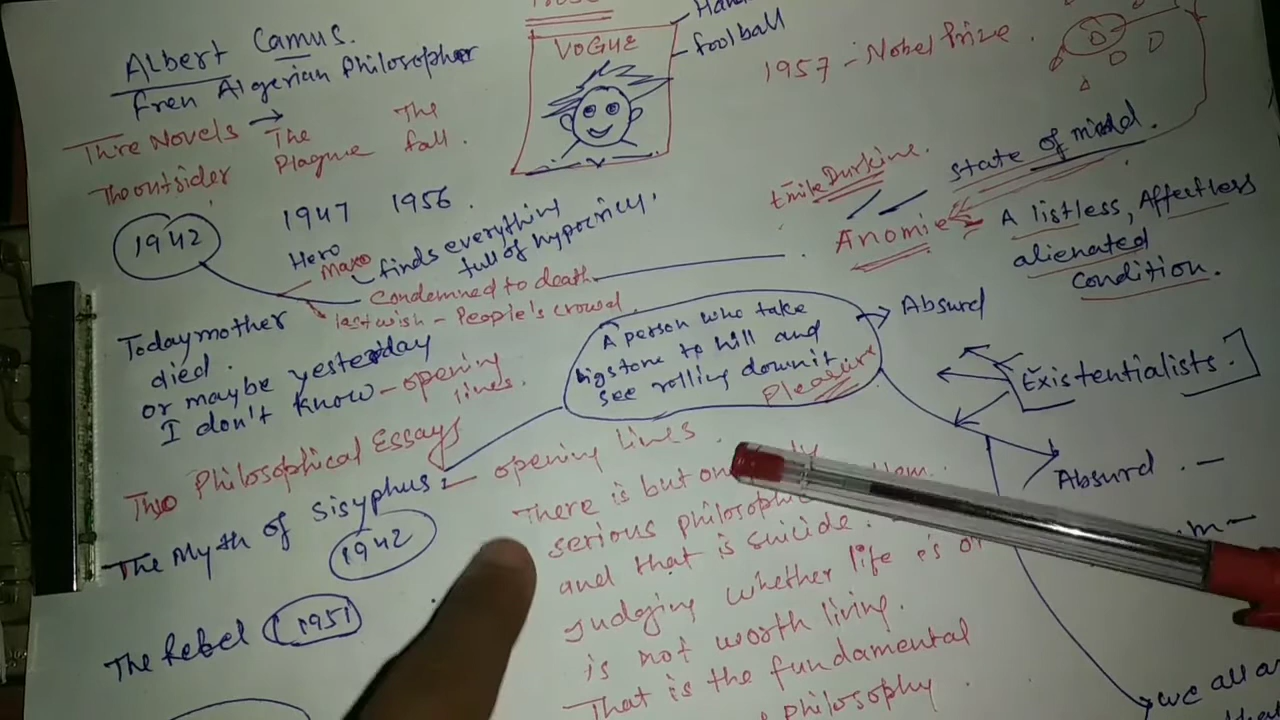 Albert Camus.
Fren Algerian Philosopher
Three Novels → The Plague The fall.
The outsider
1942
1947 1956.
Hero
Maxo finds everything
full of hypocricy.
Condemned to death
last wish - People's crowd
Today mother
died.
or maybe yesterday
I don't know - opening
lines.
Two Philosophical Essays
The Myth of Sisyphus :- opening lines.
1942
The Rebel (1951)
There is but
serious
and that is suicide.
Judging whether life is or
is not worth living.
That is the fundamental
philosophy.
VOGUE
football
1957 - Nobel Prize.
D
D
D
State of mind.
Emile Durkine.
Anomie - A listless, Affectless
alienated
condition.
A person who take
big stone to hill and
see rolling down it
Pleasure
Absurd
Existentialists.
Absurd. -
m-
we all